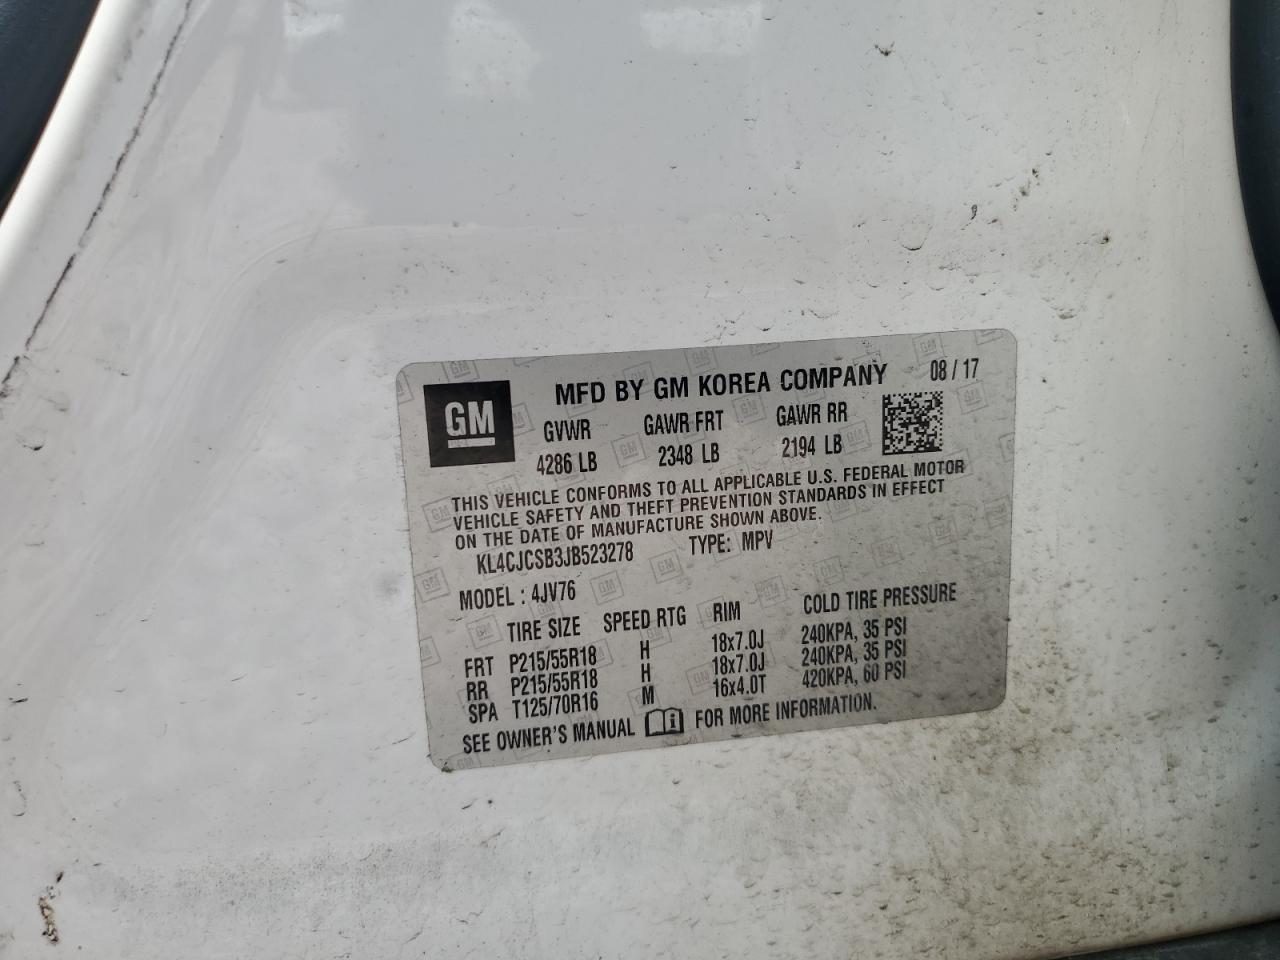 GM
MFD BY GM KOREA COMPANY 08 / 17
GVWR GAWR FRT GAWR RR
4286 LB 2348 LB 2194 LB
THIS VEHICLE CONFORMS TO ALL APPLICABLE U.S. FEDERAL MOTOR
VEHICLE SAFETY AND THEFT PREVENTION STANDARDS IN EFFECT
ON THE DATE OF MANUFACTURE SHOWN ABOVE.
KL4CJCSB3JB523278 TYPE: MPV
MODEL : 4JV76
TIRE SIZE SPEED RTG RIM COLD TIRE PRESSURE
FRT P215/55R18 H 18x7.0J 240KPA, 35 PSI
RR P215/55R18 H 18x7.0J 240KPA, 35 PSI
SPA T125/70R16 M 16x4.0T 420KPA, 60 PSI
SEE OWNER'S MANUAL FOR MORE INFORMATION.